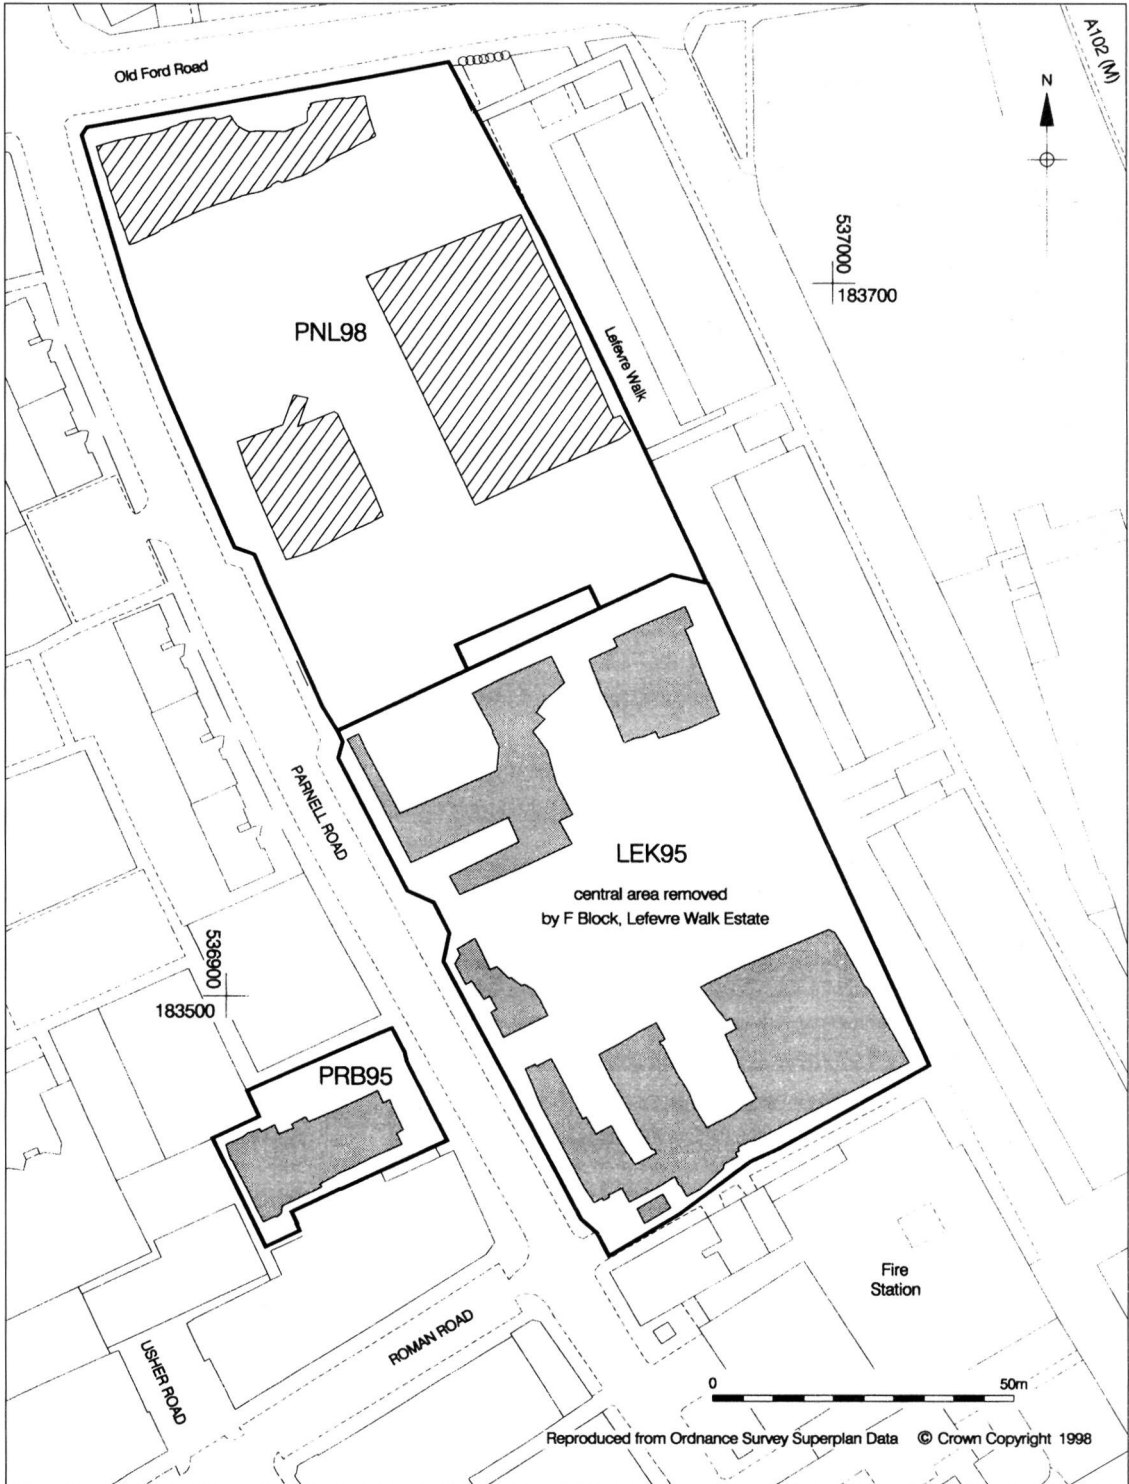 Old Ford Road
A102 (M)
N
537000
183700
PNL98
Lefevre Walk
PARNELL ROAD
LEK95
central area removed
by F Block, Lefevre Walk Estate
536900
183500
PRB95
Fire
Station
ROMAN ROAD
USHER ROAD
0 50m
Reproduced from Ordnance Survey Superplan Data © Crown Copyright 1998